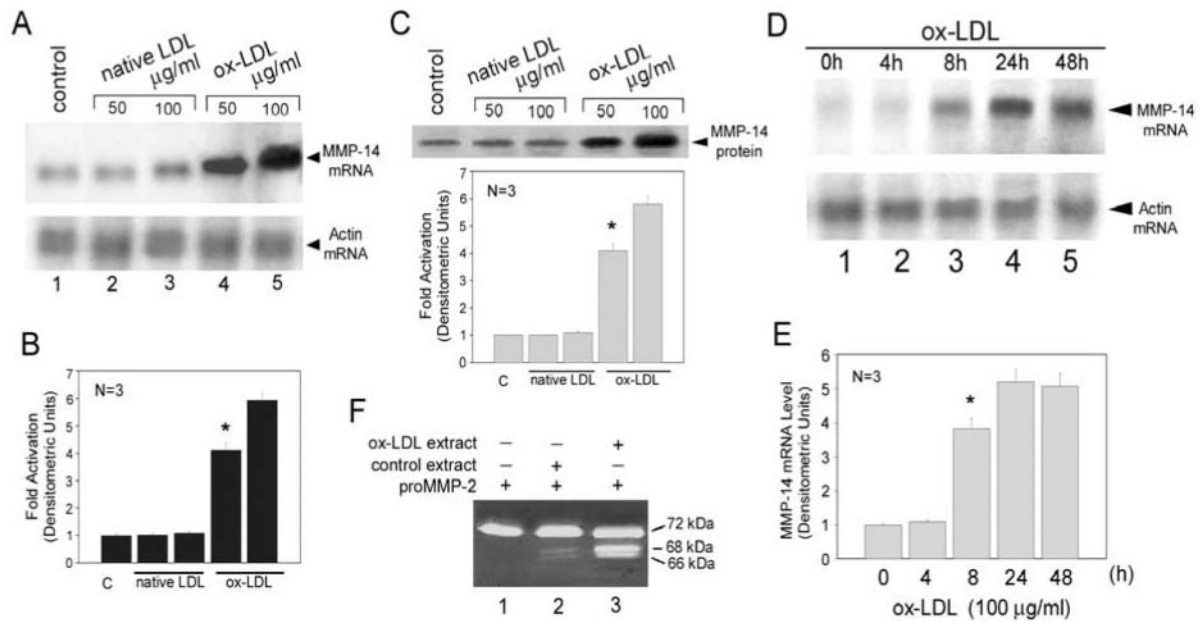 A
control
native LDL
µg/ml
ox-LDL
µg/ml
50 100 50 100
MMP-14
mRNA
Actin
mRNA
1 2 3 4 5
B
Fold Activation
(Densitometric Units)
7
6
5
4
3
2
1
0
N=3
*
C native LDL ox-LDL
C
control
native LDL
µg/ml
ox-LDL
µg/ml
50 100 50 100
MMP-14
protein
Fold Activation
(Densitometric Units)
7
6
5
4
3
2
1
0
N=3
*
C native LDL ox-LDL
D
ox-LDL
0h 4h 8h 24h 48h
MMP-14
mRNA
Actin
mRNA
1 2 3 4 5
E
MMP-14 mRNA Level
(Densitometric Units)
6
5
4
3
2
1
0
N=3
*
0 4 8 24 48 (h)
ox-LDL (100 µg/ml)
F
ox-LDL extract – – +
control extract – + –
proMMP-2 + + +
72 kDa
68 kDa
66 kDa
1 2 3